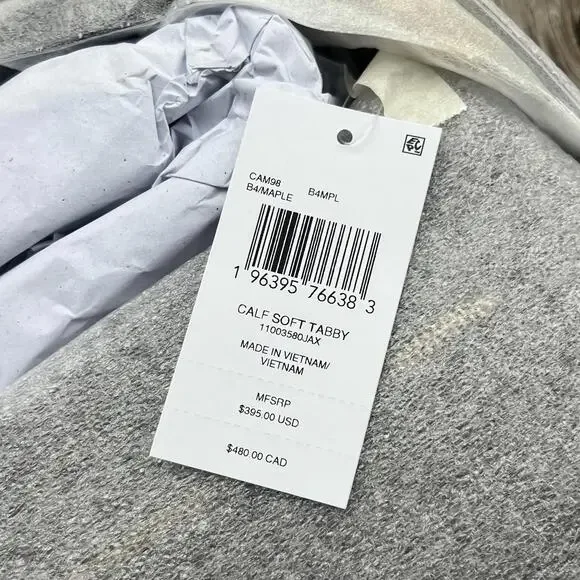 CAM98
B4/MAPLE B4MPL
1 96395 76638 3
CALF SOFT TABBY
11003580JAX
MADE IN VIETNAM/
VIETNAM
MFSRP
$395.00 USD
$480.00 CAD